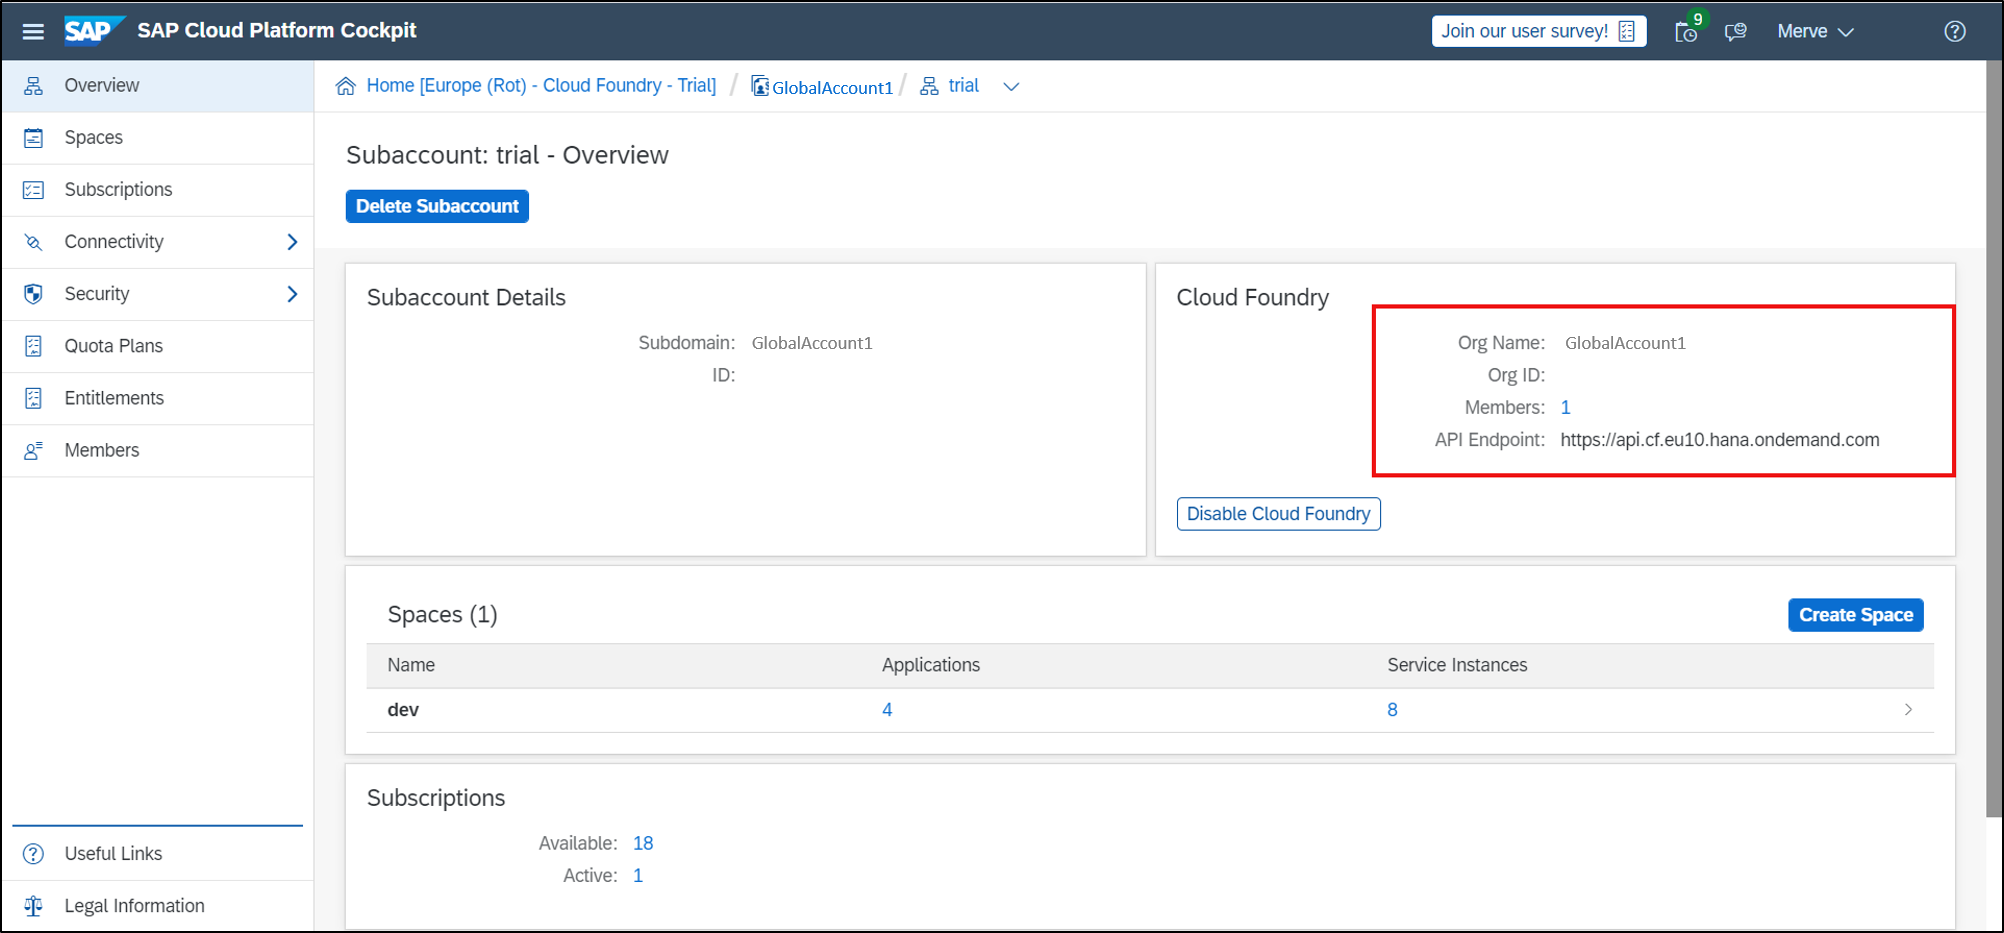 SAP SAP Cloud Platform Cockpit Join our user survey! 9 Merve
Overview
Spaces
Subscriptions
Connectivity
Security
Quota Plans
Entitlements
Members
Useful Links
Legal Information
Home [Europe (Rot) - Cloud Foundry - Trial] / GlobalAccount1 / trial
Subaccount: trial - Overview
Delete Subaccount
Subaccount Details
Subdomain: GlobalAccount1
ID:
Cloud Foundry
Org Name: GlobalAccount1
Org ID:
Members: 1
API Endpoint: https://api.cf.eu10.hana.ondemand.com
Disable Cloud Foundry
Spaces (1)
Create Space
Name Applications Service Instances
dev 4 8
Subscriptions
Available: 18
Active: 1